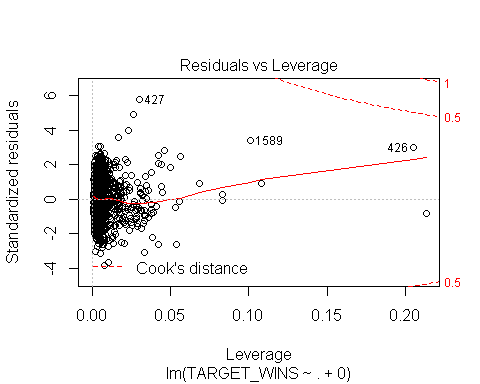 Residuals vs Leverage
Standardized residuals
6
4
2
0
-2
-4
427
1589
426
1
0.5
0.5
Cook's distance
0.00 0.05 0.10 0.15 0.20
Leverage
lm(TARGET_WINS ~ . + 0)